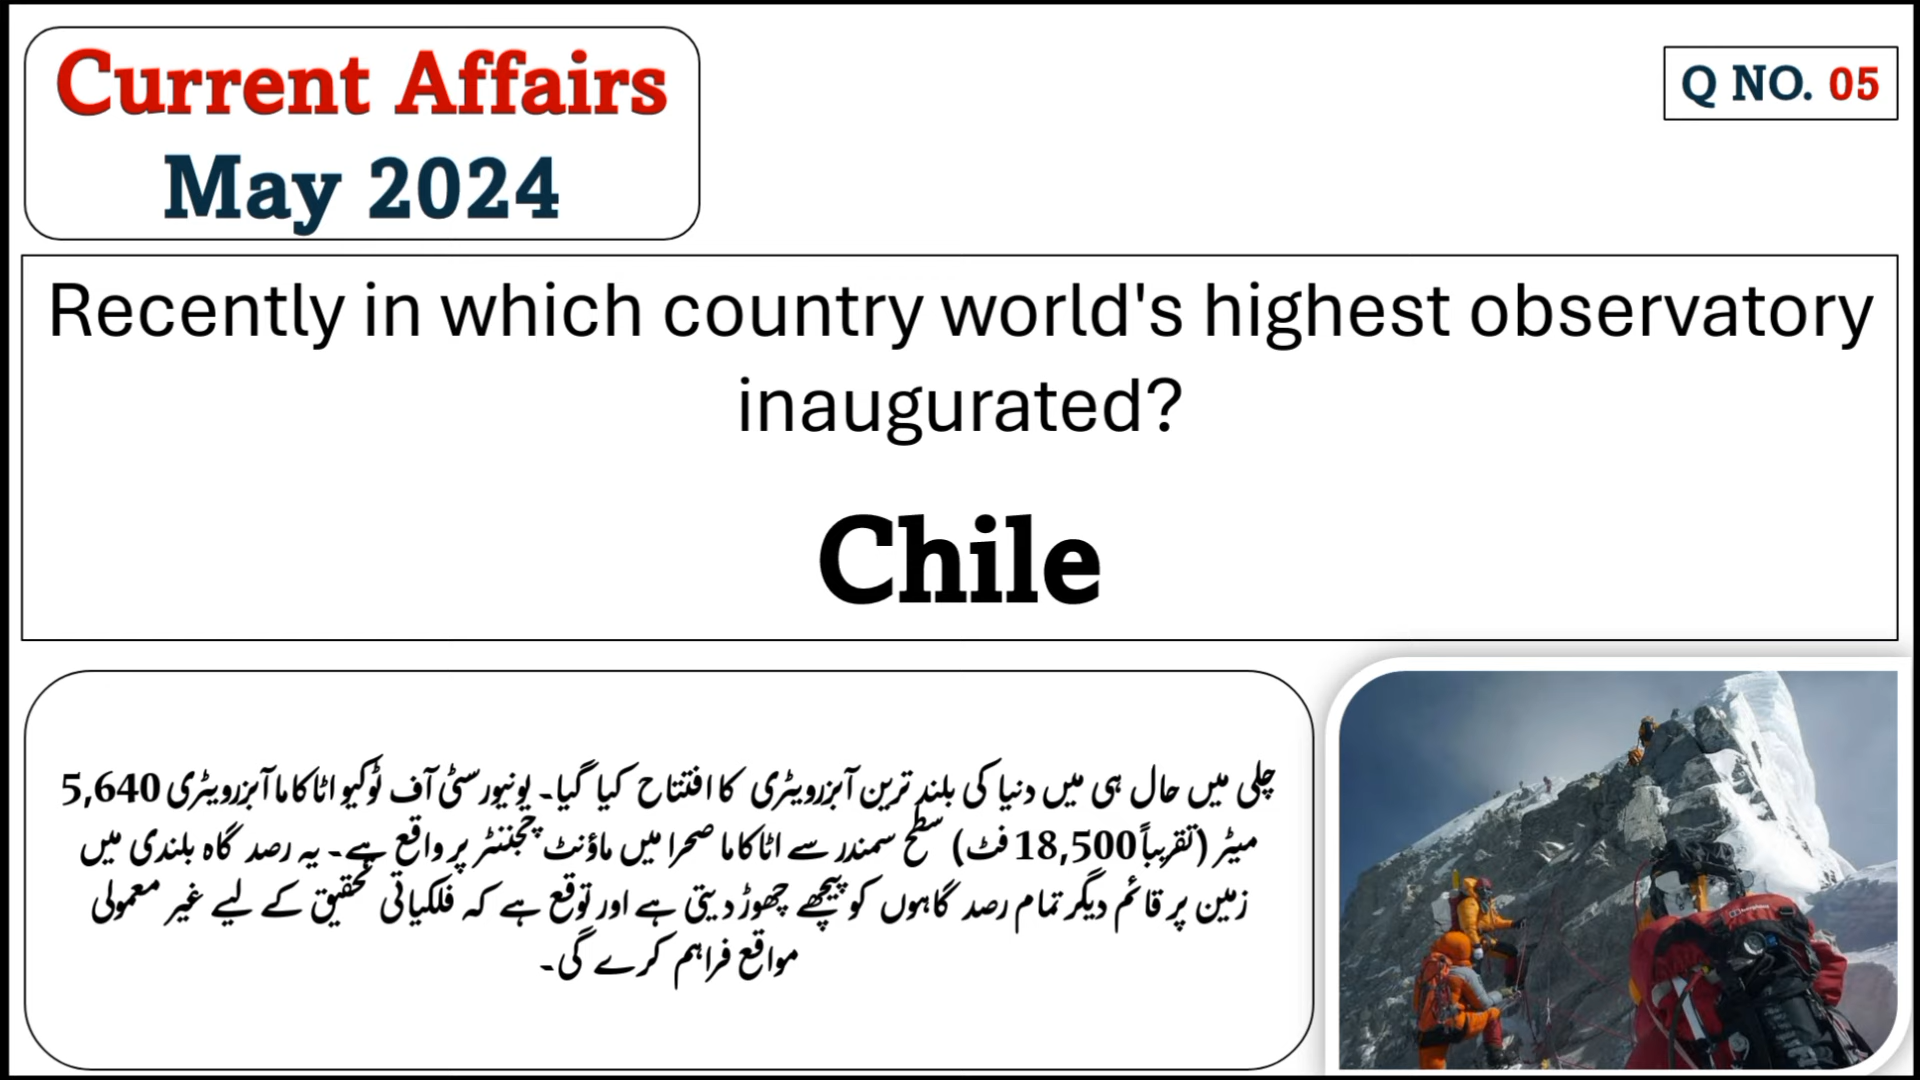 Current Affairs
May 2024
Q NO. 05
Recently in which country world's highest observatory
inaugurated?
Chile
چلی میں حال ہی میں دنیا کی بلند ترین آبزرویٹری کا افتتاح کیا گیا۔ یونیورسٹی آف ٹوکیو اٹاکاما آبزرویٹری 5,640
میٹر (تقریباً 18,500 فٹ) سطح سمندر سے اٹاکاما صحرا میں ماؤنٹ چجننٹر پر واقع ہے۔ یہ رصد گاہ بلندی میں
زمین پر قائم دیگر تمام رصد گاہوں کو پیچھے چھوڑ دیتی ہے اور توقع ہے کہ فلکیاتی تحقیق کے لیے غیر معمولی
مواقع فراہم کرے گی۔